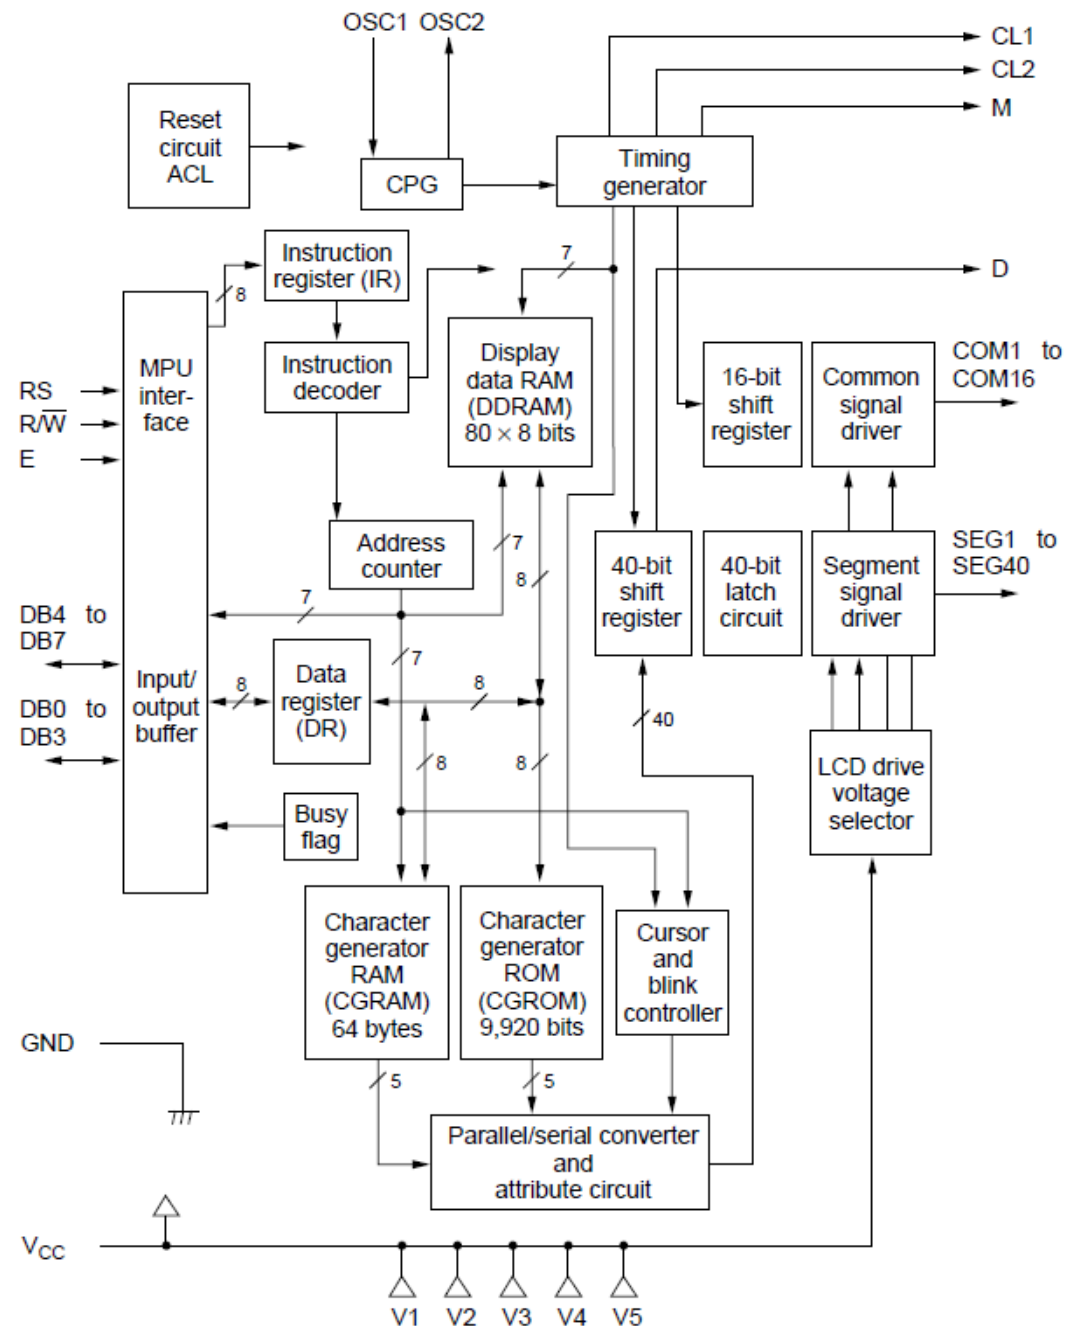 OSC1 OSC2
CL1
CL2
M
Reset
circuit
ACL
CPG
Timing
generator
Instruction
register (IR)
8
7
D
MPU
inter-
face
Instruction
decoder
Display
data RAM
(DDRAM)
80 × 8 bits
16-bit
shift
register
Common
signal
driver
COM1 to
COM16
RS
R/W̅
E
Address
counter
7
8
40-bit
shift
register
40-bit
latch
circuit
Segment
signal
driver
SEG1 to
SEG40
DB4 to
DB7
7
7
Input/
output
buffer
8
Data
register
(DR)
8
DB0 to
DB3
40
8
8
LCD drive
voltage
selector
Busy
flag
Character
generator
RAM
(CGRAM)
64 bytes
Character
generator
ROM
(CGROM)
9,920 bits
Cursor
and
blink
controller
GND
5
5
Parallel/serial converter
and
attribute circuit
VCC
V1 V2 V3 V4 V5